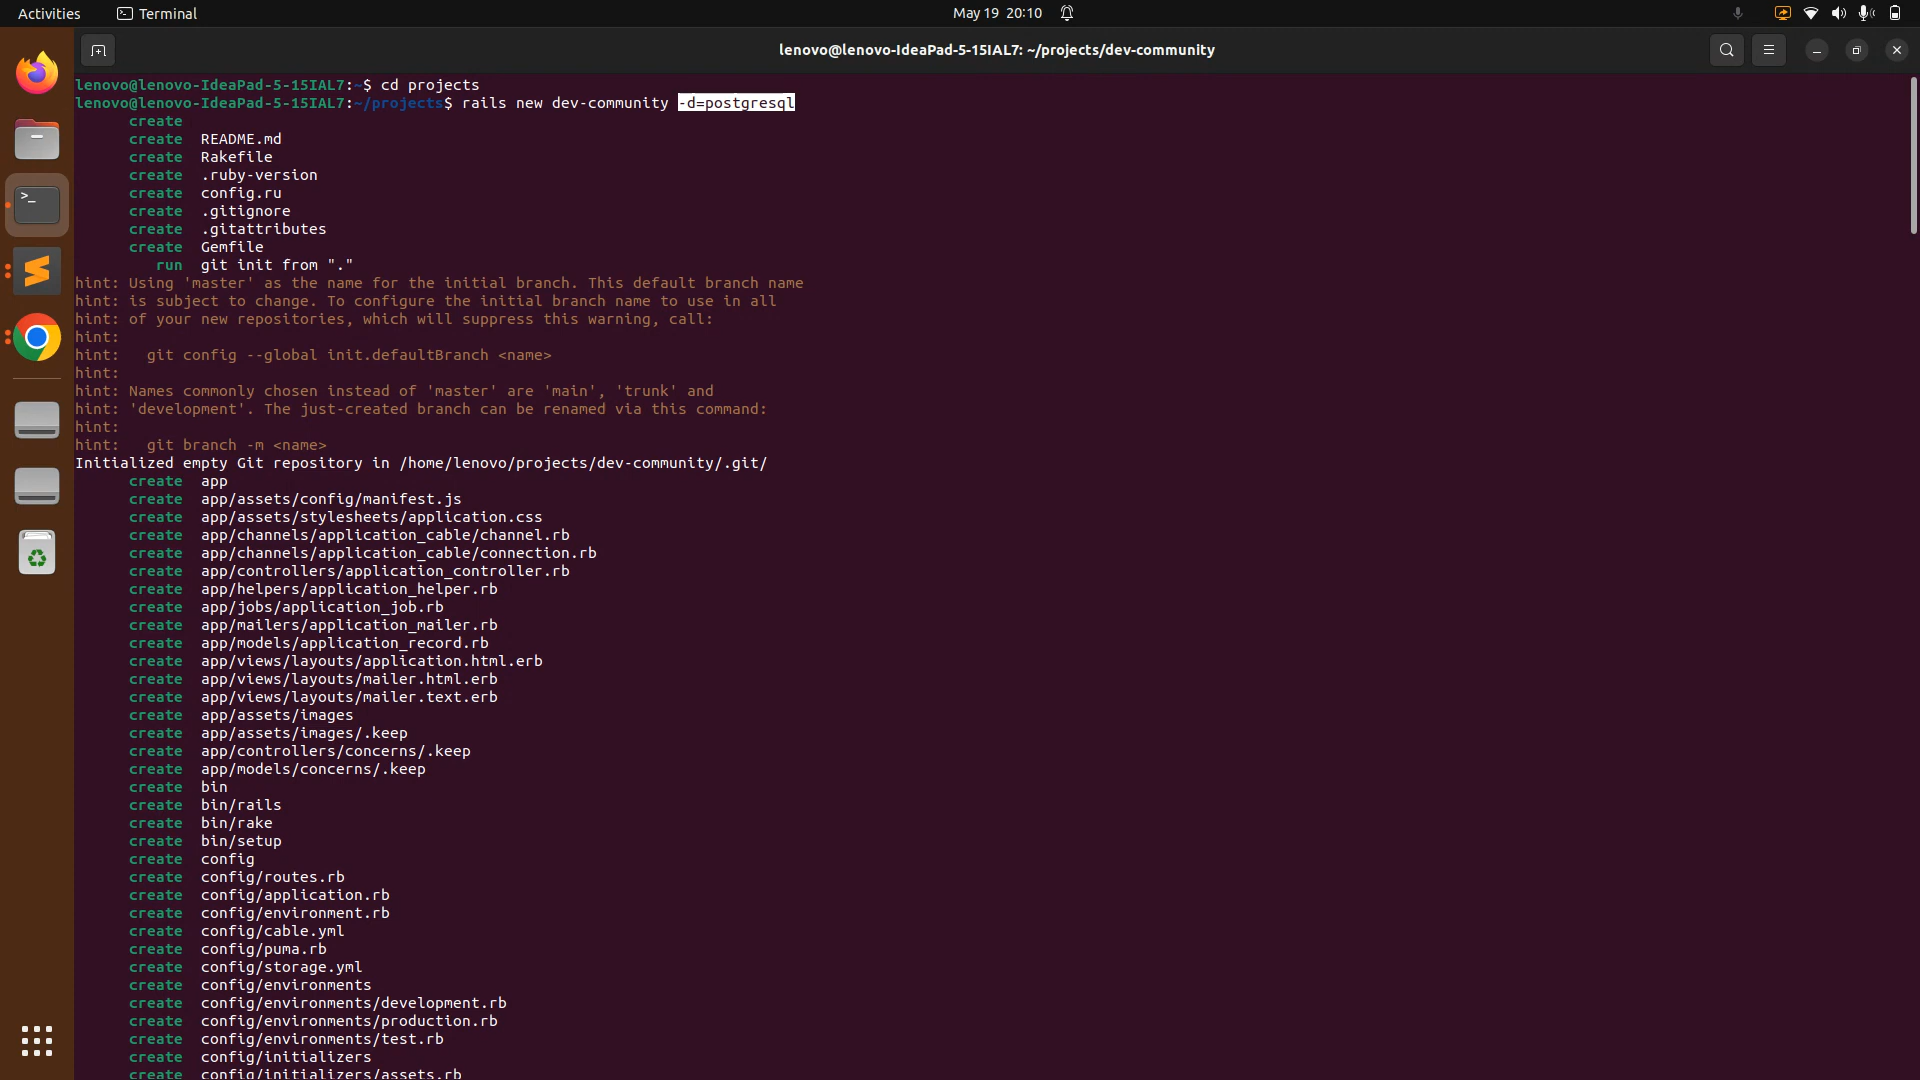 Activities
Terminal
May 19 20:10
lenovo@lenovo-IdeaPad-5-15IAL7: ~/projects/dev-community
lenovo@lenovo-IdeaPad-5-15IAL7:~$ cd projects
lenovo@lenovo-IdeaPad-5-15IAL7:~/projects$ rails new dev-community -d=postgresql
create
create README.md
create Rakefile
create .ruby-version
create config.ru
create .gitignore
create .gitattributes
create Gemfile
run git init from "."
hint: Using 'master' as the name for the initial branch. This default branch name
hint: is subject to change. To configure the initial branch name to use in all
hint: of your new repositories, which will suppress this warning, call:
hint:
hint: git config --global init.defaultBranch <name>
hint:
hint: Names commonly chosen instead of 'master' are 'main', 'trunk' and
hint: 'development'. The just-created branch can be renamed via this command:
hint:
hint: git branch -m <name>
Initialized empty Git repository in /home/lenovo/projects/dev-community/.git/
create app
create app/assets/config/manifest.js
create app/assets/stylesheets/application.css
create app/channels/application_cable/channel.rb
create app/channels/application_cable/connection.rb
create app/controllers/application_controller.rb
create app/helpers/application_helper.rb
create app/jobs/application_job.rb
create app/mailers/application_mailer.rb
create app/models/application_record.rb
create app/views/layouts/application.html.erb
create app/views/layouts/mailer.html.erb
create app/views/layouts/mailer.text.erb
create app/assets/images
create app/assets/images/.keep
create app/controllers/concerns/.keep
create app/models/concerns/.keep
create bin
create bin/rails
create bin/rake
create bin/setup
create config
create config/routes.rb
create config/application.rb
create config/environment.rb
create config/cable.yml
create config/puma.rb
create config/storage.yml
create config/environments
create config/environments/development.rb
create config/environments/production.rb
create config/environments/test.rb
create config/initializers
create config/initializers/assets.rb